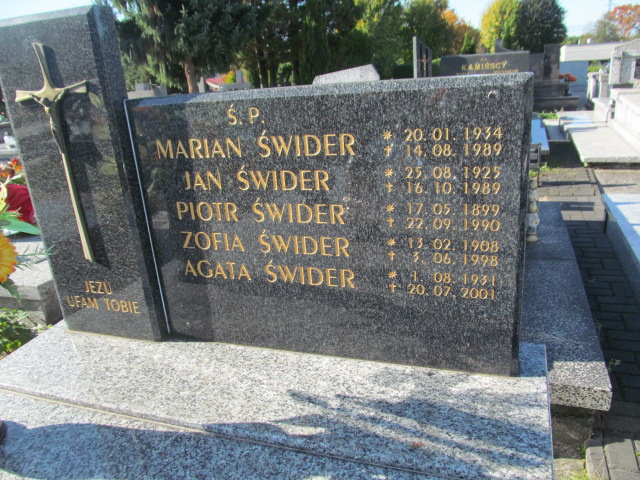 KAMIŃSCY
Ś. P.
MARIAN ŚWIDER * 20. 01. 1934
† 14. 08. 1989
JAN ŚWIDER * 25. 08. 1925
† 16. 10. 1989
PIOTR ŚWIDER * 17. 05. 1899
† 22. 09. 1990
ZOFIA ŚWIDER * 13. 02. 1908
† 3. 06. 1998
AGATA ŚWIDER * 1. 08. 1931
† 20. 07. 2001
JEZU
UFAM TOBIE